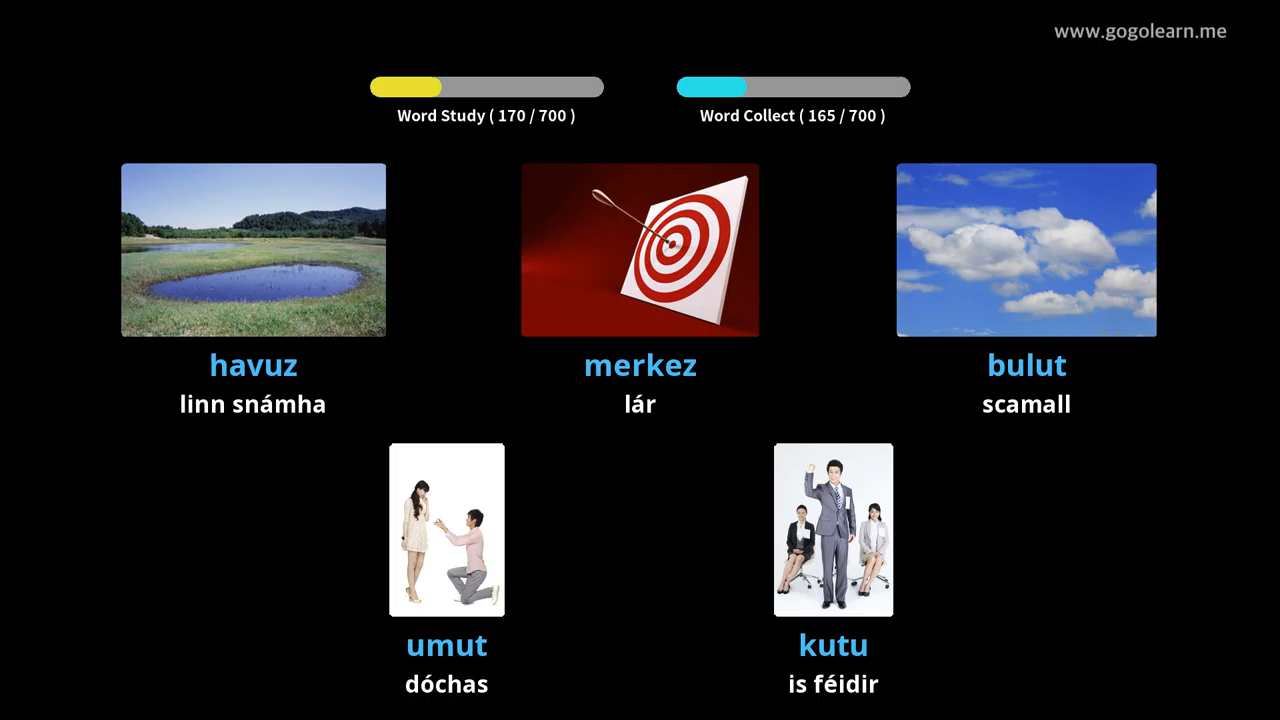 www.gogolearn.me
Word Study ( 170 / 700 )
Word Collect ( 165 / 700 )
havuz
linn snámha
merkez
lár
bulut
scamall
umut
dóchas
kutu
is féidir